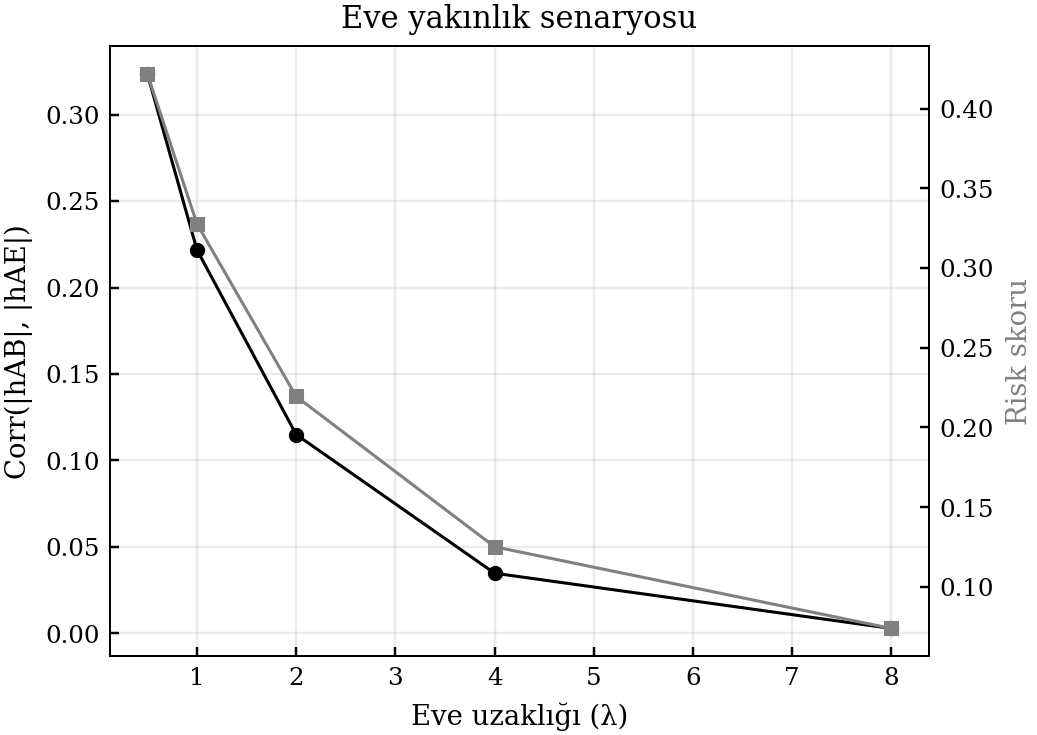 Eve yakınlık senaryosu
Corr(|hAB|, |hAE|)
0.30
0.25
0.20
0.15
0.10
0.05
0.00
0.40
0.35
0.30
0.25
0.20
0.15
0.10
Risk skoru
1 2 3 4 5 6 7 8
Eve uzaklığı (λ)